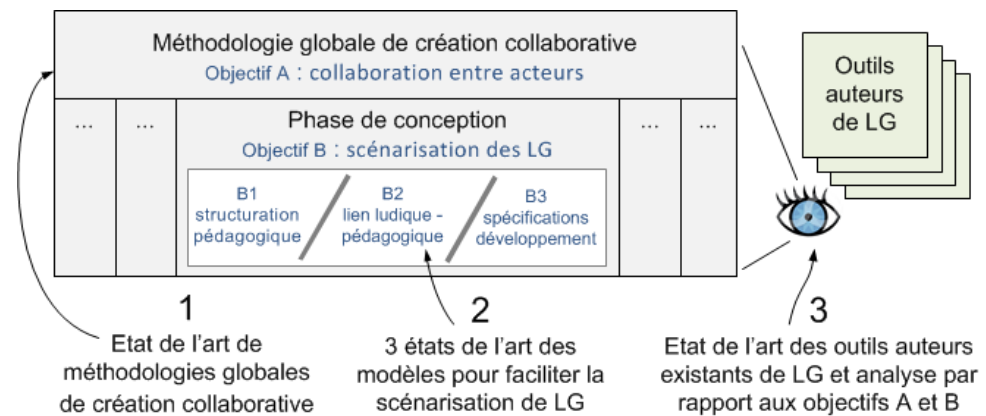 Méthodologie globale de création collaborative
Objectif A : collaboration entre acteurs
Outils
auteurs
de LG
...
...
Phase de conception
Objectif B : scénarisation des LG
...
...
B1
structuration
pédagogique
B2
lien ludique -
pédagogique
B3
spécifications
développement
1
Etat de l'art de
méthodologies globales
de création collaborative
2
3 états de l'art des
modèles pour faciliter la
scénarisation de LG
3
Etat de l'art des outils auteurs
existants de LG et analyse par
rapport aux objectifs A et B